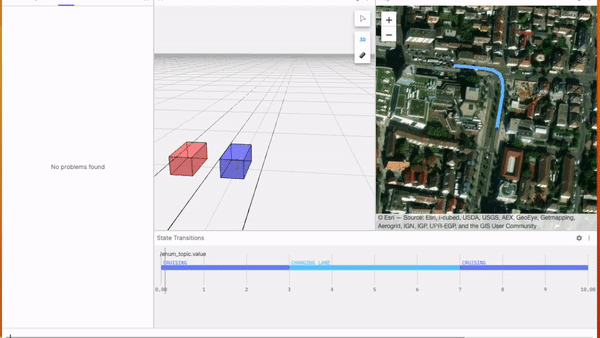 No problems found
3D
+
−
© Esri — Source: Esri, i-cubed, USDA, USGS, AEX, GeoEye, Getmapping,
Aerogrid, IGN, IGP, UPR-EGP, and the GIS User Community
State Transitions
/enum_topic.value
CRUISING CHANGING LANE CRUISING
0.00 1 2 3 4 5 6 7 8 9 10.00